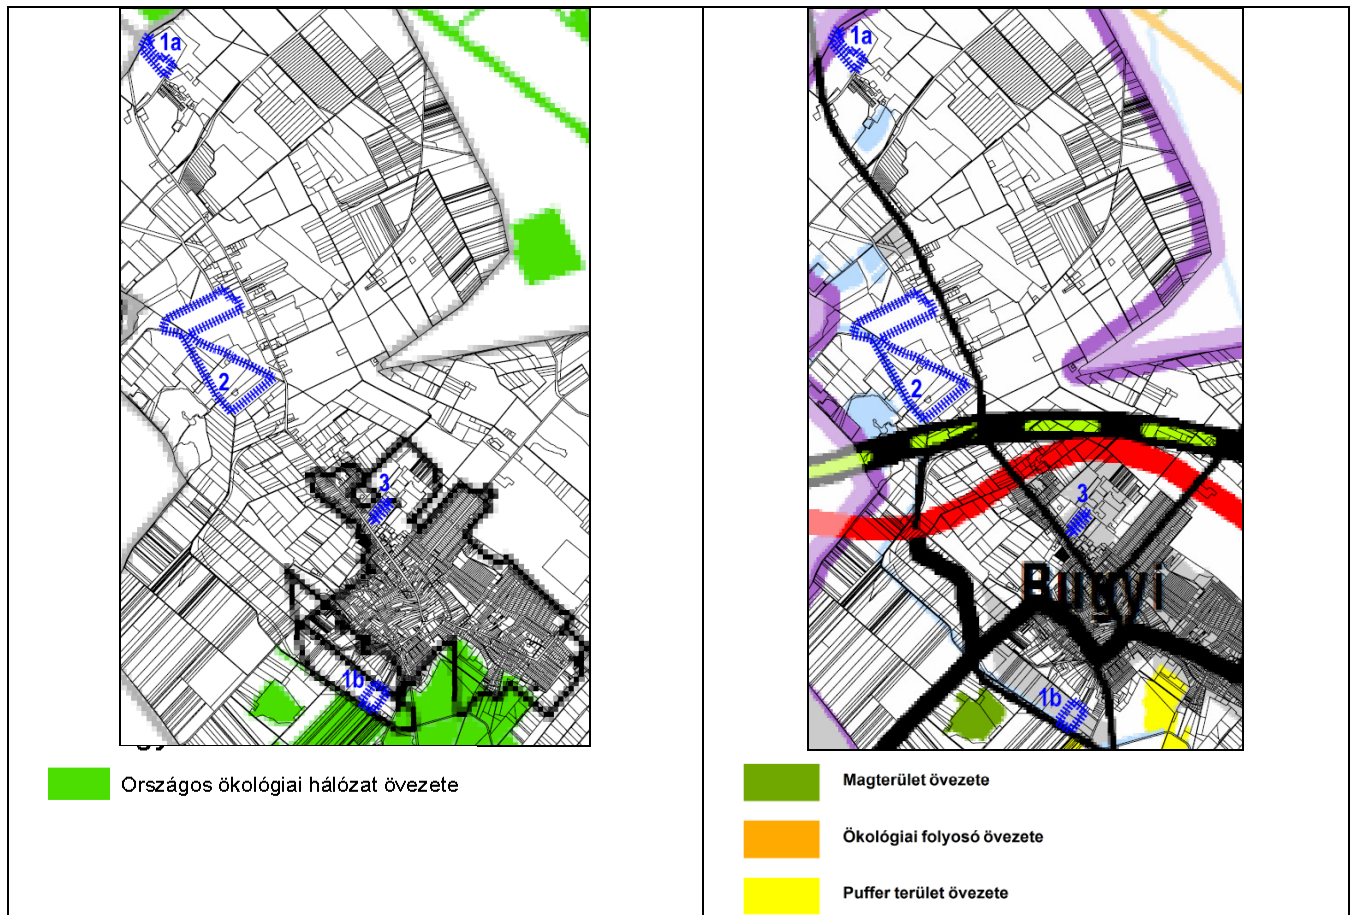 1a
2
3
1b
Országos ökológiai hálózat övezete
1a
2
3
Bugyi
1b
Magterület övezete
Ökológiai folyosó övezete
Puffer terület övezete